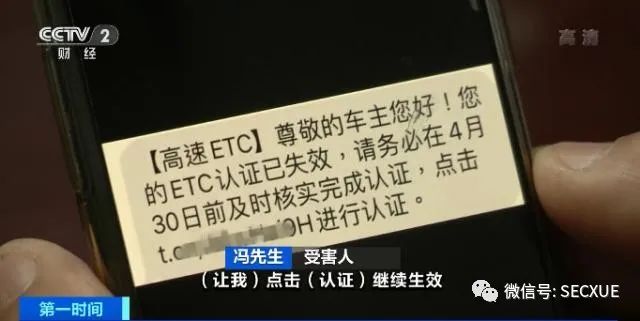 CCTV 2
财经
高清
【高速ETC】尊敬的车主您好！您
的ETC认证已失效，请务必在4月
30日前及时核实完成认证，点击
9H进行认证。
冯先生 受害人
（让我）点击（认证）继续生效
第一时间
微信号: SECXUE